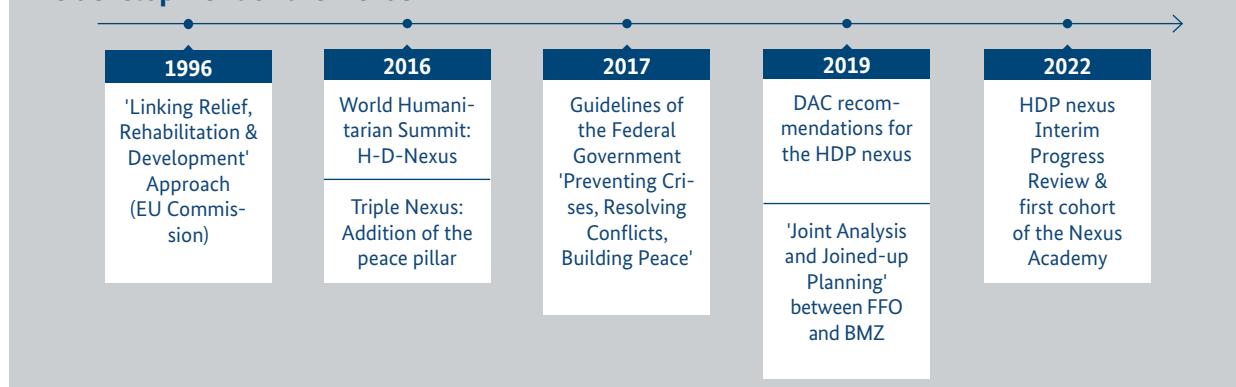 1996
'Linking Relief,
Rehabilitation &
Development'
Approach
(EU Commis-
sion)
2016
World Humani-
tarian Summit:
H-D-Nexus
Triple Nexus:
Addition of the
peace pillar
2017
Guidelines of
the Federal
Government
'Preventing Cri-
ses, Resolving
Conflicts,
Building Peace'
2019
DAC recom-
mendations for
the HDP nexus
'Joint Analysis
and Joined-up
Planning'
between FFO
and BMZ
2022
HDP nexus
Interim
Progress
Review &
first cohort
of the Nexus
Academy